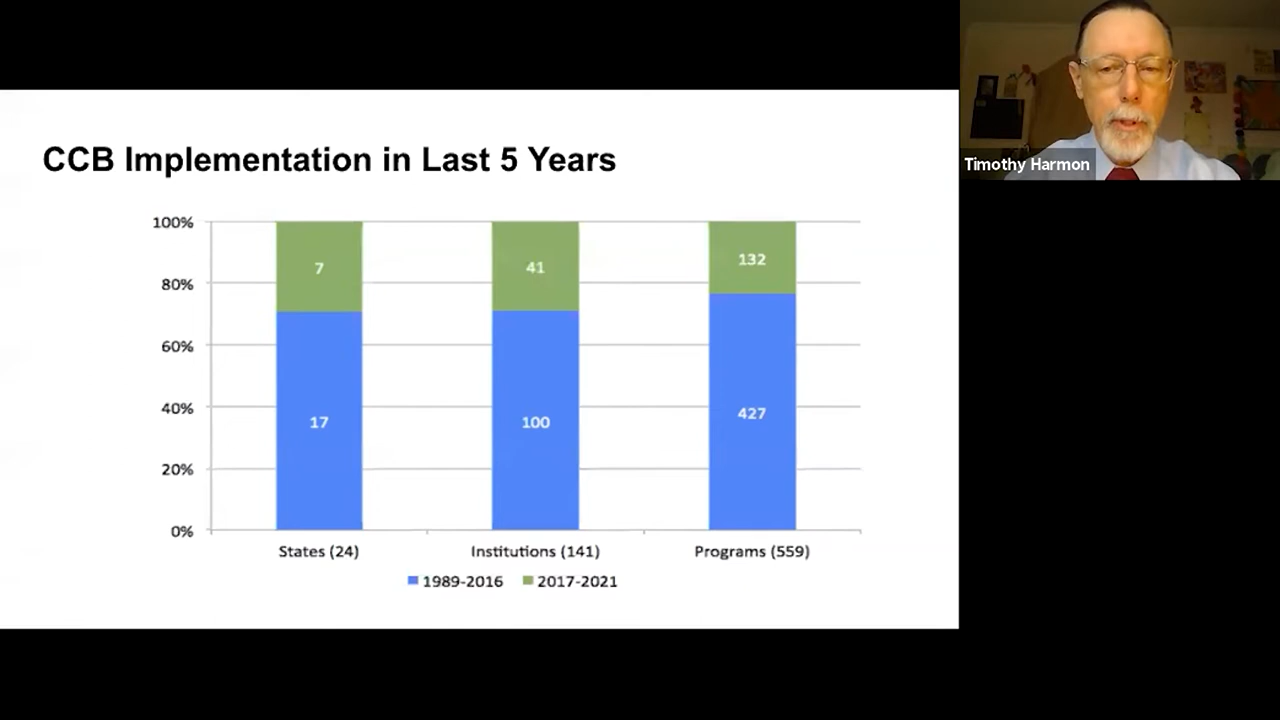 CCB Implementation in Last 5 Years
Timothy Harmon
100%
80%
60%
40%
20%
0%
7
41
132
17
100
427
States (24)
Institutions (141)
Programs (559)
1989-2016
2017-2021